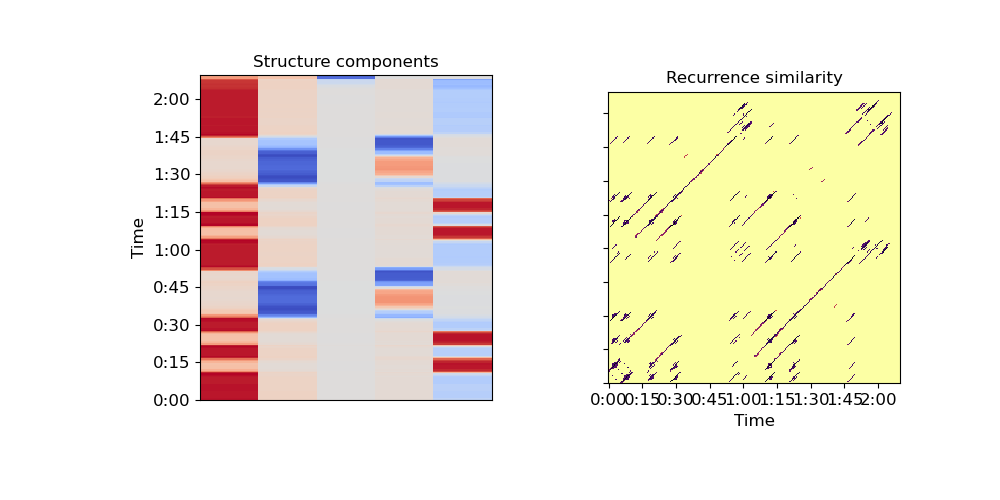 Structure components
2:00
1:45
1:30
1:15
1:00
0:45
0:30
0:15
0:00
Time
Recurrence similarity
0:00 0:15 0:30 0:45 1:00 1:15 1:30 1:45 2:00
Time